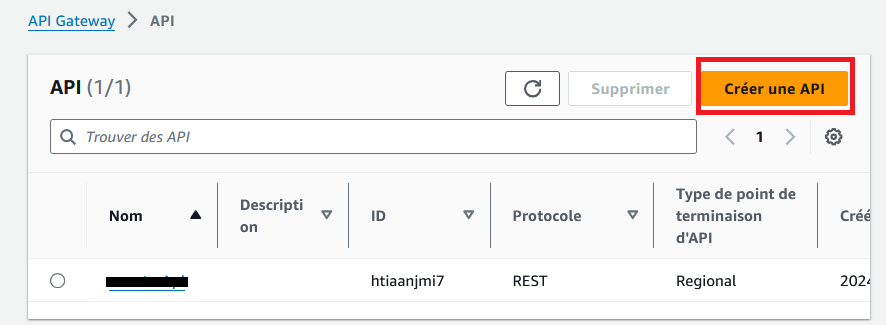 API Gateway > API
API (1/1)
Supprimer
Créer une API
Trouver des API
1
Nom
Descripti
on
ID
Protocole
Type de point de
terminaison
d'API
Créé
htiaanjmi7
REST
Regional
2024